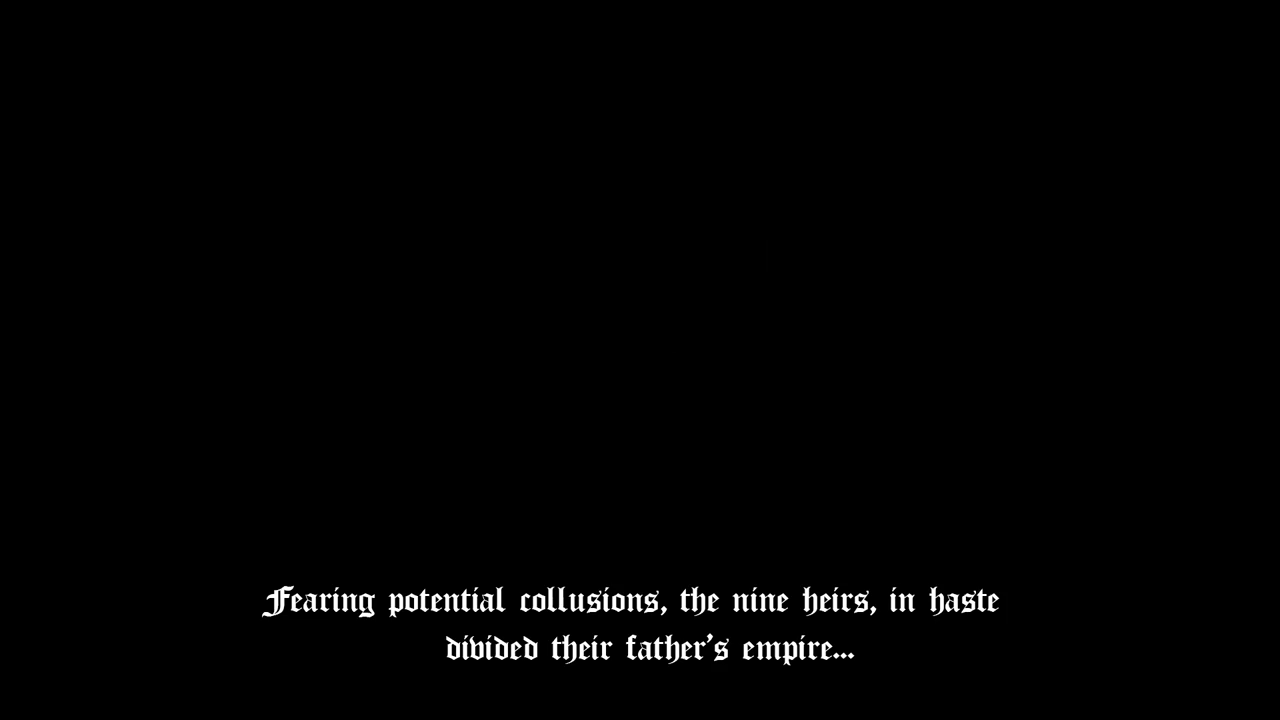 Fearing potential collusions, the nine heirs, in haste
divided their father's empire...